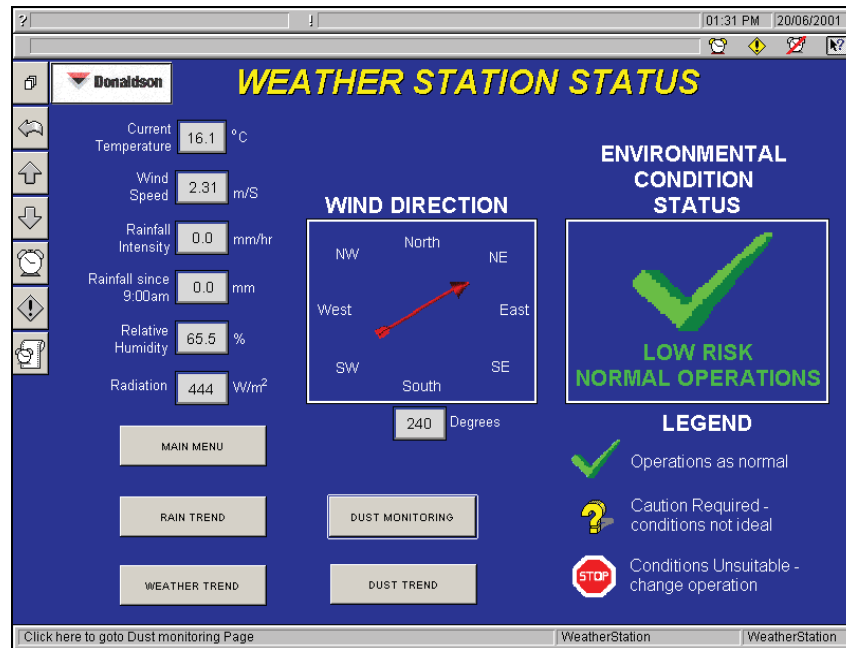 ?
!
01:31 PM
20/06/2001
?
Donaldson
WEATHER STATION STATUS
Current
Temperature
16.1
°C
Wind
Speed
2.31
m/S
Rainfall
Intensity
0.0
mm/hr
Rainfall since
9:00am
0.0
mm
Relative
Humidity
65.5
%
Radiation
444
W/m²
WIND DIRECTION
North
NW
NE
West
East
SW
SE
South
240
Degrees
ENVIRONMENTAL
CONDITION
STATUS
LOW RISK
NORMAL OPERATIONS
LEGEND
Operations as normal
Caution Required -
conditions not ideal
STOP
Conditions Unsuitable -
change operation
MAIN MENU
RAIN TREND
DUST MONITORING
WEATHER TREND
DUST TREND
Click here to goto Dust monitoring Page
WeatherStation
WeatherStation